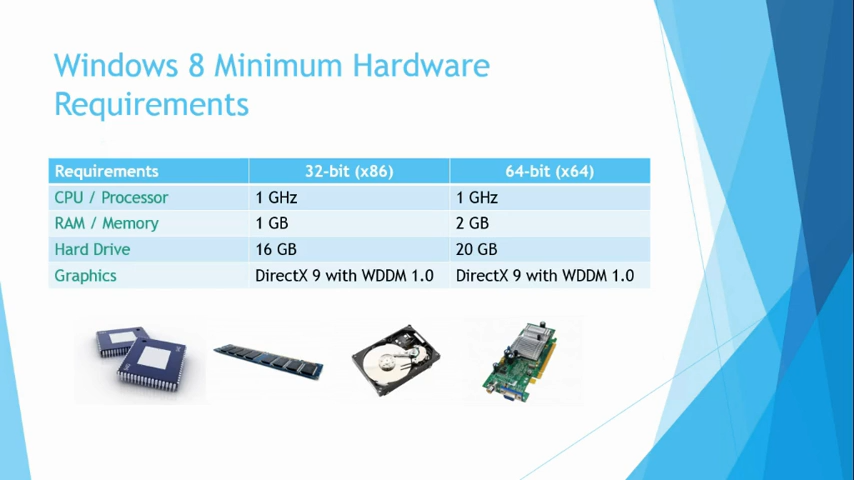 Windows 8 Minimum Hardware
Requirements
Requirements 32-bit (x86) 64-bit (x64)
CPU / Processor 1 GHz 1 GHz
RAM / Memory 1 GB 2 GB
Hard Drive 16 GB 20 GB
Graphics DirectX 9 with WDDM 1.0 DirectX 9 with WDDM 1.0